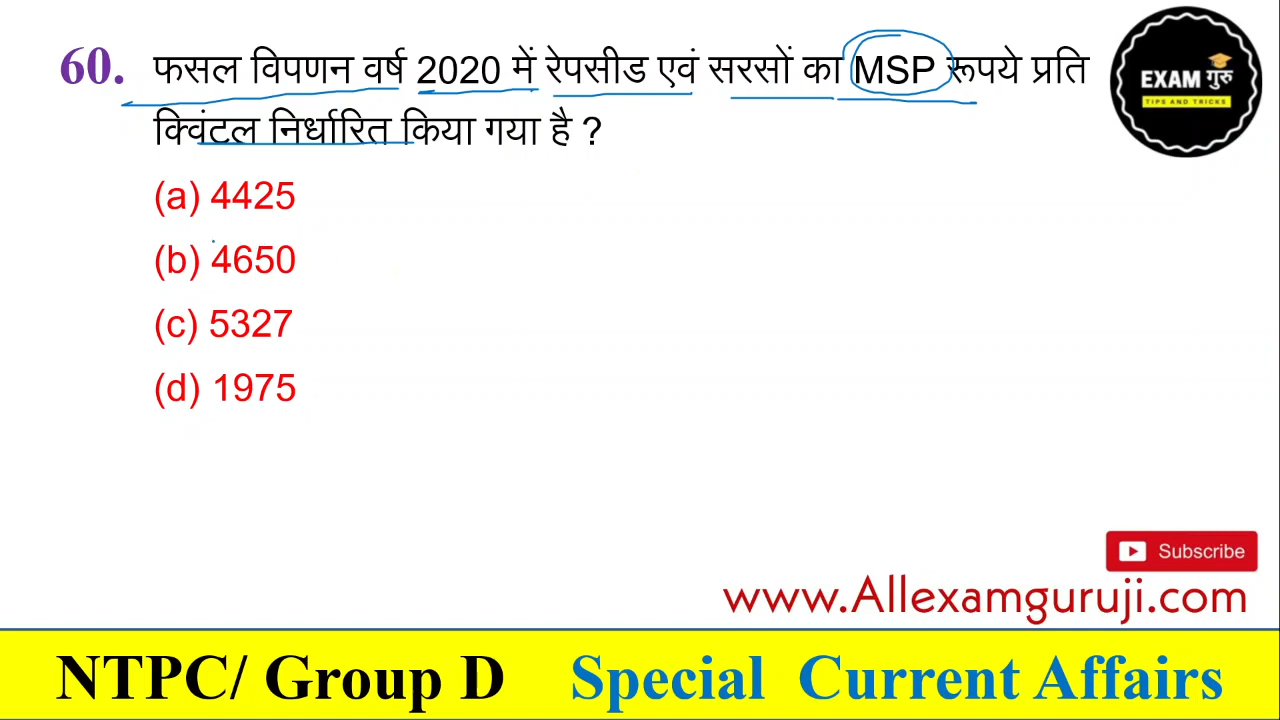 60. फसल विपणन वर्ष 2020 में रेपसीड एवं सरसों का MSP रूपये प्रति
क्विंटल निर्धारित किया गया है ?
(a) 4425
(b) 4650
(c) 5327
(d) 1975
EXAM गुरु
TIPS AND TRICKS
Subscribe
www.Allexamguruji.com
NTPC/ Group D Special Current Affairs